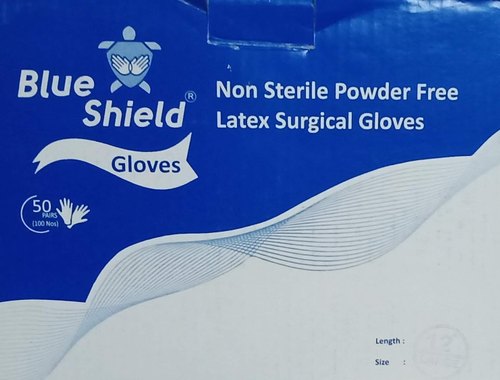 Blue
Shield ®
Gloves
Non Sterile Powder Free
Latex Surgical Gloves
50
PAIRS
(100 Nos)
Length :
Size :